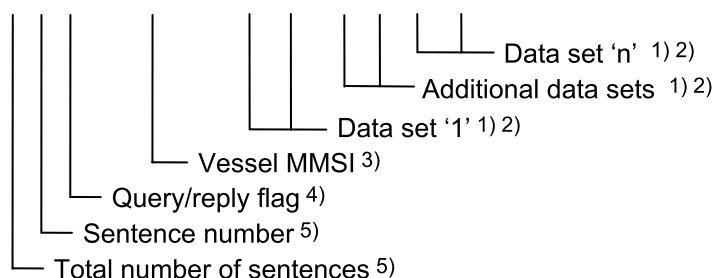 Data set ‘n’ 1) 2)
Additional data sets 1) 2)
Data set ‘1’ 1) 2)
Vessel MMSI 3)
Query/reply flag 4)
Sentence number 5)
Total number of sentences 5)